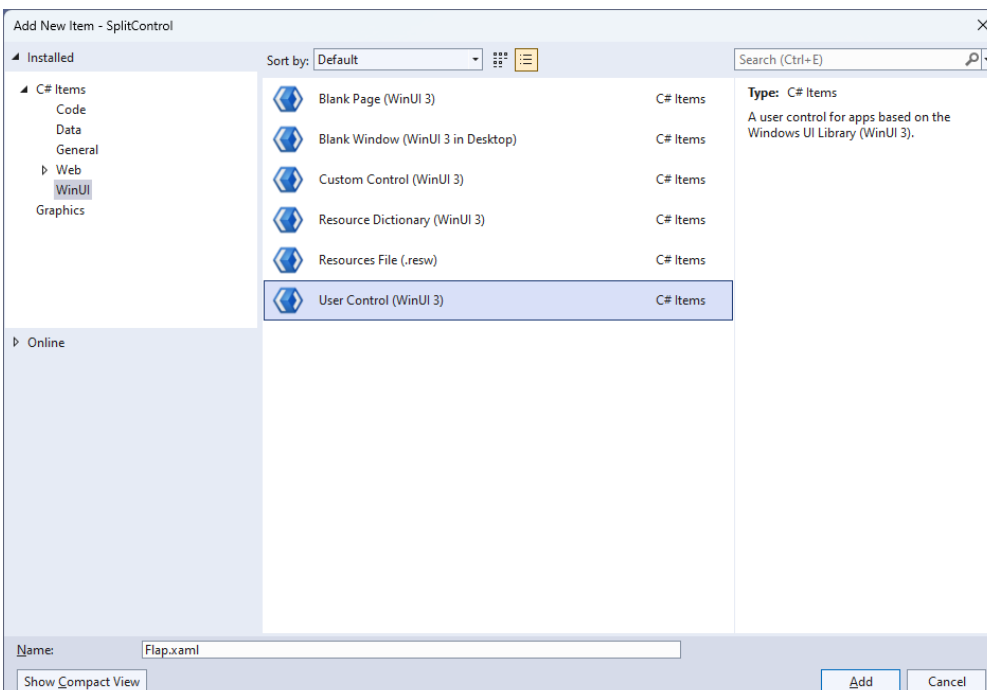 Add New Item - SplitControl
Installed
C# Items
Code
Data
General
Web
WinUI
Graphics
Online
Sort by: Default
Blank Page (WinUI 3) C# Items
Blank Window (WinUI 3 in Desktop) C# Items
Custom Control (WinUI 3) C# Items
Resource Dictionary (WinUI 3) C# Items
Resources File (.resw) C# Items
User Control (WinUI 3) C# Items
Search (Ctrl+E)
Type: C# Items
A user control for apps based on the
Windows UI Library (WinUI 3).
Name: Flap.xaml
Show Compact View
Add Cancel